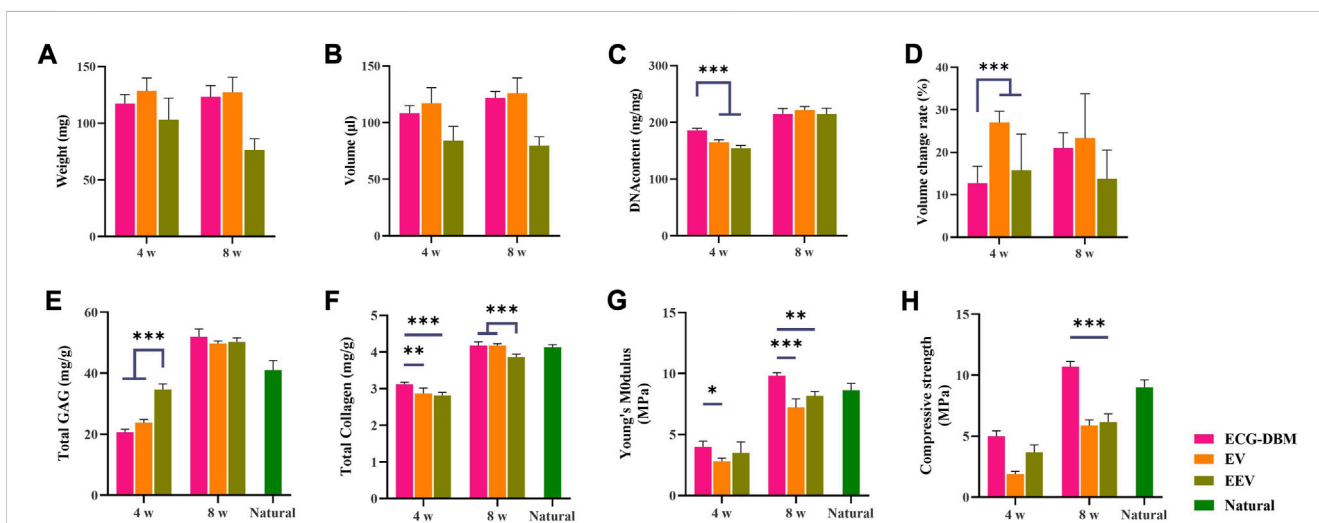 A
Weight (mg)
150
100
50
0
4 w
8 w
B
Volume (µl)
150
100
50
0
4 w
8 w
C
DNAcontent (ng/mg)
300
200
100
0
***
4 w
8 w
D
Volume cohange rate (%)
40
30
20
10
0
***
4 w
8 w
E
Total GAG (mg/g)
60
40
20
0
***
4 w
8 w
Natural
F
Total Collagen (mg/g)
5
4
3
2
1
0
***
**
***
4 w
8 w
Natural
G
Young's M0dulus
(MPa)
15
10
5
0
*
**
***
4 w
8 w
Natural
H
Compressive strength
(MPa)
15
10
5
0
***
4 w
8 w
Natural
ECG-DBM
EV
EEV
Natural